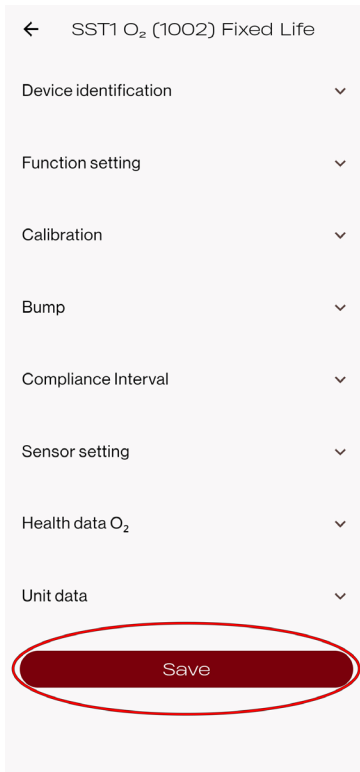 SST1 O₂ (1002) Fixed Life
Device identification
Function setting
Calibration
Bump
Compliance Interval
Sensor setting
Health data O₂
Unit data
Save